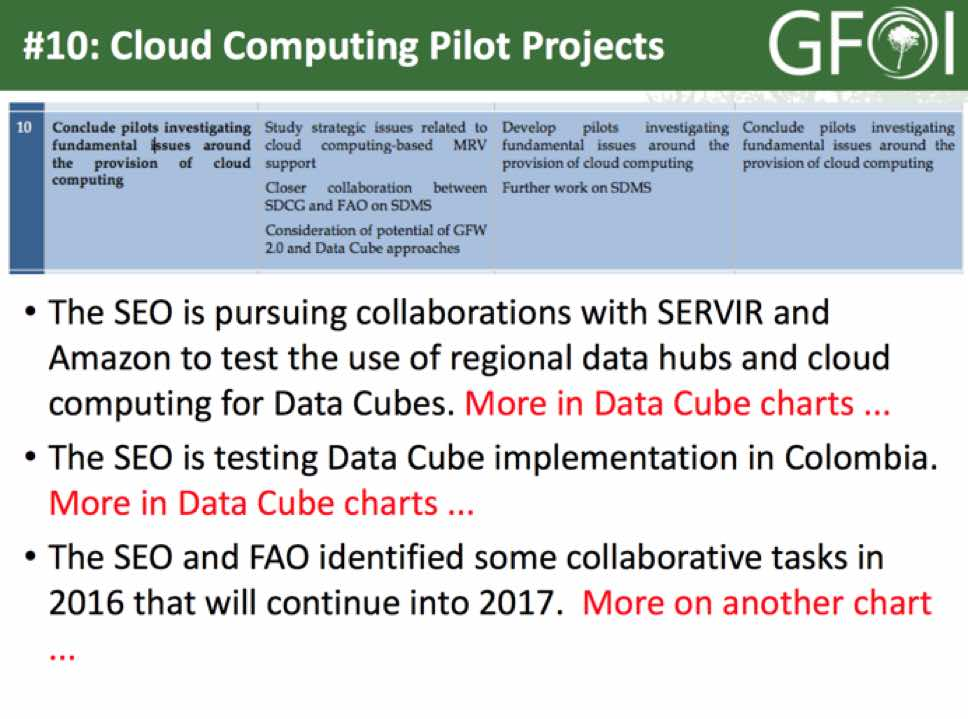 #10: Cloud Computing Pilot Projects
GFOI
10
Conclude pilots investigating
fundamental issues around
the provision of cloud
computing
Study strategic issues related to
cloud computing-based MRV
support
Closer collaboration between
SDCG and FAO on SDMS
Consideration of potential of GFW
2.0 and Data Cube approaches
Develop pilots investigating
fundamental issues around the
provision of cloud computing
Further work on SDMS
Conclude pilots investigating
fundamental issues around the
provision of cloud computing
• The SEO is pursuing collaborations with SERVIR and
Amazon to test the use of regional data hubs and cloud
computing for Data Cubes. More in Data Cube charts ...
• The SEO is testing Data Cube implementation in Colombia.
More in Data Cube charts ...
• The SEO and FAO identified some collaborative tasks in
2016 that will continue into 2017. More on another chart
...